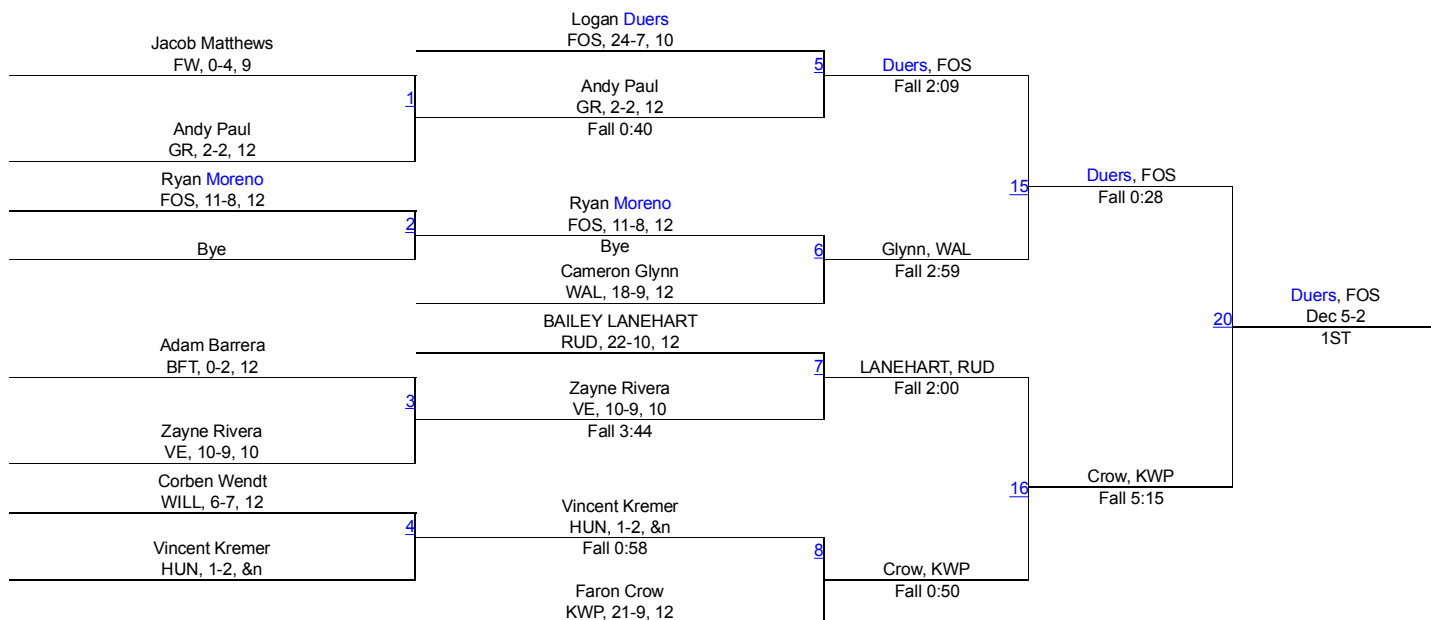 Jacob Matthews
FW, 0-4, 9
1
Andy Paul
GR, 2-2, 12
Ryan Moreno
FOS, 11-8, 12
2
Bye
Adam Barrera
BFT, 0-2, 12
3
Zayne Rivera
VE, 10-9, 10
Corben Wendt
WILL, 6-7, 12
4
Vincent Kremer
HUN, 1-2, &n
Logan Duers
FOS, 24-7, 10
5
Andy Paul
GR, 2-2, 12
Fall 0:40
Ryan Moreno
FOS, 11-8, 12
Bye
6
Cameron Glynn
WAL, 18-9, 12
BAILEY LANEHART
RUD, 22-10, 12
7
Zayne Rivera
VE, 10-9, 10
Fall 3:44
Vincent Kremer
HUN, 1-2, &n
Fall 0:58
8
Faron Crow
KWP, 21-9, 12
Duers, FOS
Fall 2:09
15
Glynn, WAL
Fall 2:59
LANEHART, RUD
Fall 2:00
16
Crow, KWP
Fall 0:50
Duers, FOS
Fall 0:28
20
Crow, KWP
Fall 5:15
Duers, FOS
Dec 5-2
1ST